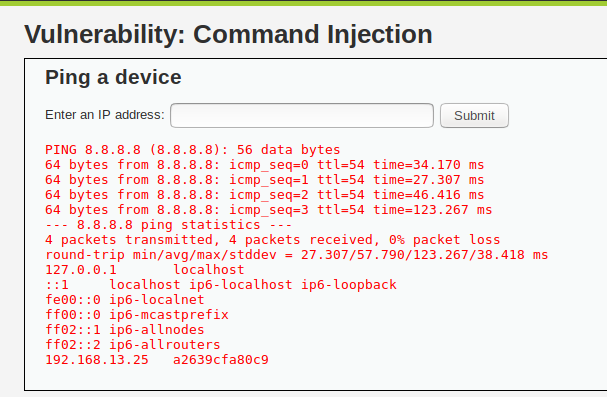 Vulnerability: Command Injection
Ping a device
Enter an IP address: Submit
PING 8.8.8.8 (8.8.8.8): 56 data bytes
64 bytes from 8.8.8.8: icmp_seq=0 ttl=54 time=34.170 ms
64 bytes from 8.8.8.8: icmp_seq=1 ttl=54 time=27.307 ms
64 bytes from 8.8.8.8: icmp_seq=2 ttl=54 time=46.416 ms
64 bytes from 8.8.8.8: icmp_seq=3 ttl=54 time=123.267 ms
--- 8.8.8.8 ping statistics ---
4 packets transmitted, 4 packets received, 0% packet loss
round-trip min/avg/max/stddev = 27.307/57.790/123.267/38.418 ms
127.0.0.1       localhost
::1     localhost ip6-localhost ip6-loopback
fe00::0 ip6-localnet
ff00::0 ip6-mcastprefix
ff02::1 ip6-allnodes
ff02::2 ip6-allrouters
192.168.13.25   a2639cfa80c9